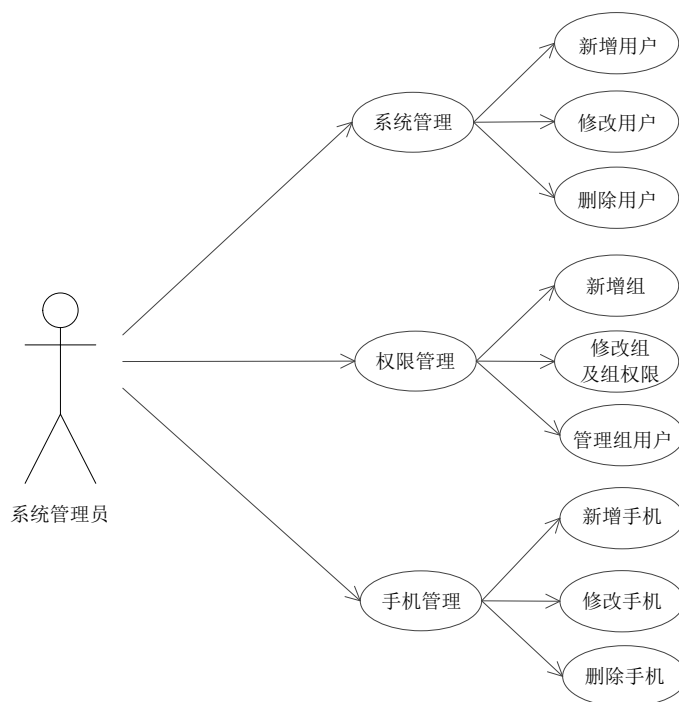 新增用户
系统管理
修改用户
删除用户
新增组
权限管理
修改组
及组权限
管理组用户
系统管理员
新增手机
手机管理
修改手机
删除手机